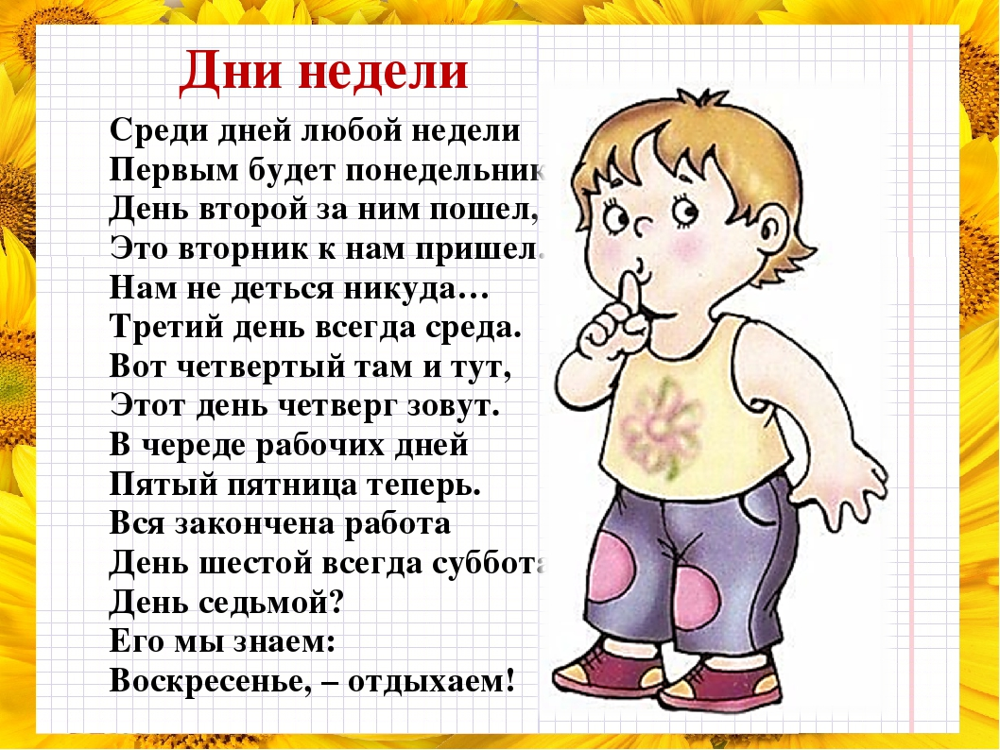 Дни недели
Среди дней любой недели
Первым будет понедельник
День второй за ним пошел,
Это вторник к нам пришел.
Нам не деться никуда…
Третий день всегда среда.
Вот четвертый там и тут,
Этот день четверг зовут.
В череде рабочих дней
Пятый пятница теперь.
Вся закончена работа
День шестой всегда суббота
День седьмой?
Его мы знаем:
Воскресенье, – отдыхаем!